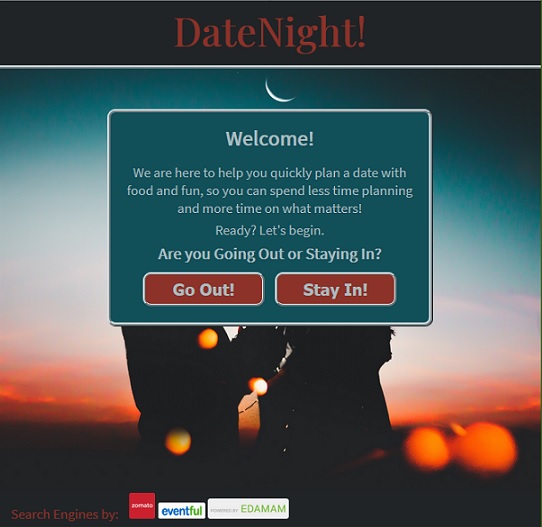 DateNight!
Welcome!
We are here to help you quickly plan a date with
food and fun, so you can spend less time planning
and more time on what matters!
Ready? Let's begin.
Are you Going Out or Staying In?
Go Out! Stay In!
Search Engines by: zomato eventful POWERED BY EDAMAM